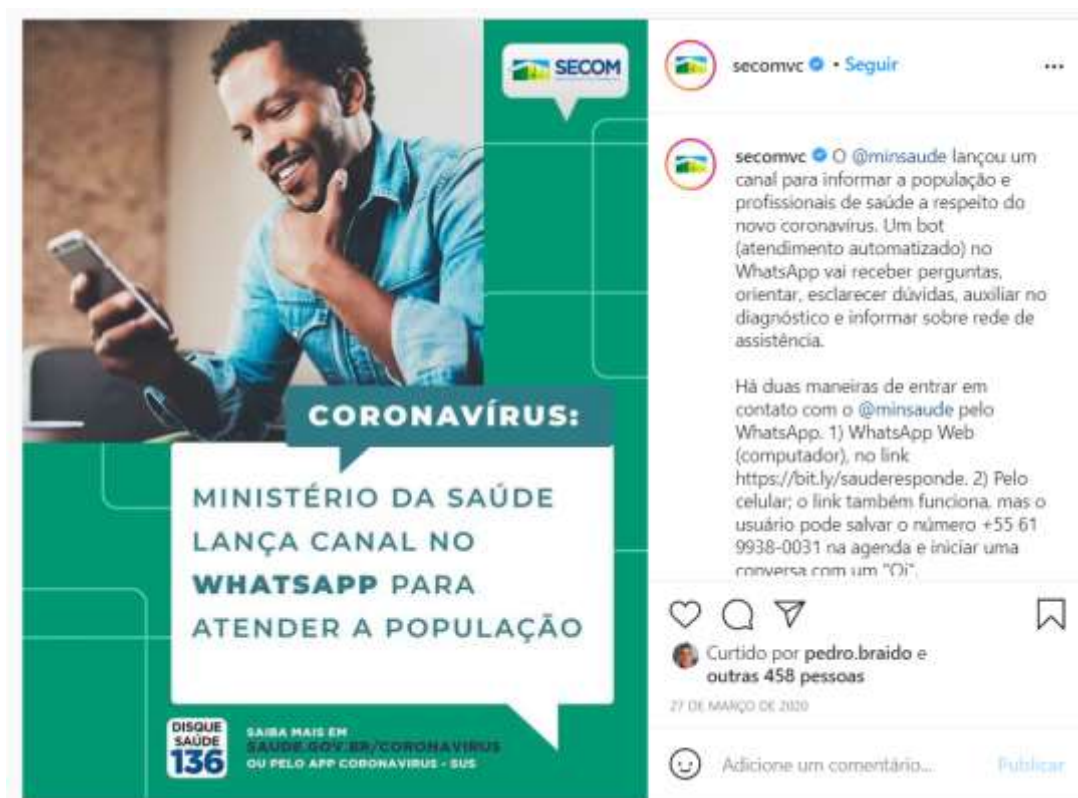 SECOM
CORONAVÍRUS:
MINISTÉRIO DA SAÚDE
LANÇA CANAL NO
WHATSAPP PARA
ATENDER A POPULAÇÃO
DISQUE
SAÚDE
136
SAIBA MAIS EM
SAUDE.GOV.BR/CORONAVIRUS
OU PELO APP CORONAVIRUS - SUS
secomvc • Seguir
secomvc O @minsaude lançou um
canal para informar a população e
profissionais de saúde a respeito do
novo coronavírus. Um bot
(atendimento automatizado) no
WhatsApp vai receber perguntas,
orientar, esclarecer dúvidas, auxiliar no
diagnóstico e informar sobre rede de
assistência.
Há duas maneiras de entrar em
contato com o @minsaude pelo
WhatsApp. 1) WhatsApp Web
(computador), no link
https://bit.ly/sauderesponde. 2) Pelo
celular; o link também funciona, mas o
usuário pode salvar o número +55 61
9938-0031 na agenda e iniciar uma
conversa com um "Oi".
Curtido por pedro.braido e
outras 458 pessoas
27 DE MARÇO DE 2020
Adicione um comentário...
Publicar